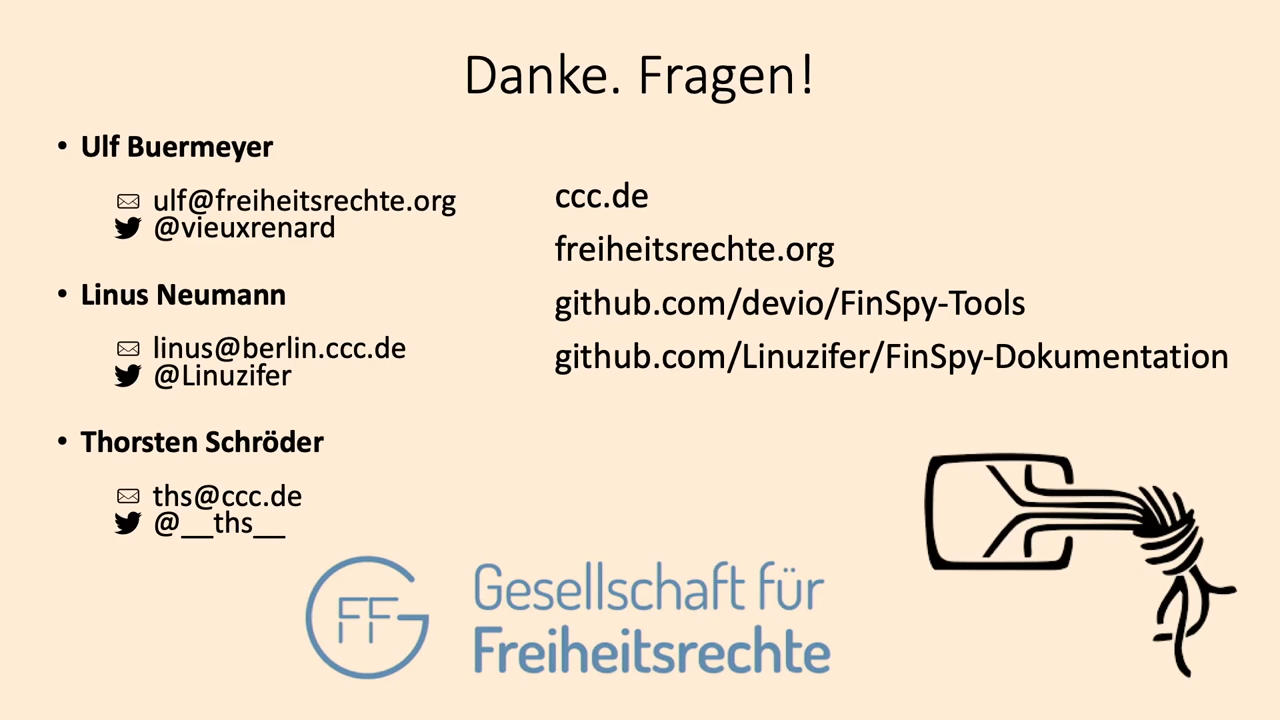 Danke. Fragen!
• Ulf Buermeyer
ulf@freiheitsrechte.org
@vieuxrenard
• Linus Neumann
linus@berlin.ccc.de
@Linuzifer
• Thorsten Schröder
ths@ccc.de
@__ths__
ccc.de
freiheitsrechte.org
github.com/devio/FinSpy-Tools
github.com/Linuzifer/FinSpy-Dokumentation
GFF
Gesellschaft für
Freiheitsrechte